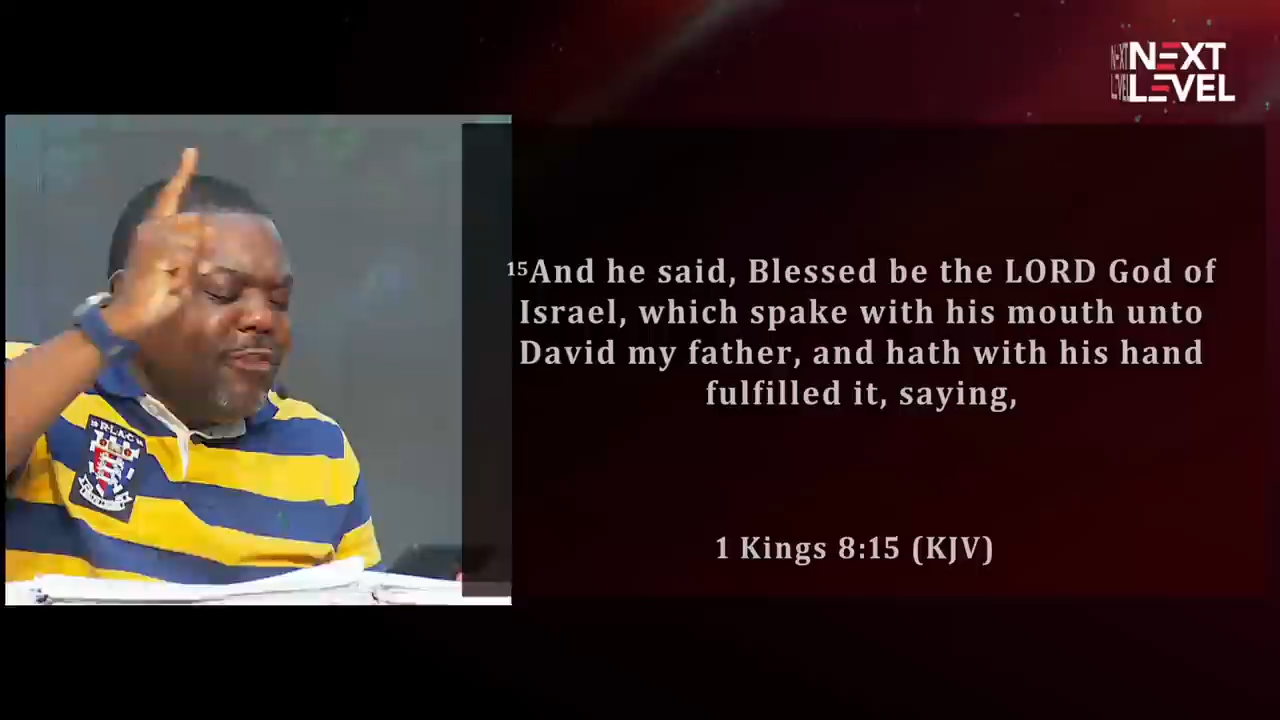 NEXT
LEVEL
R·L·A·C
15And he said, Blessed be the LORD God of
Israel, which spake with his mouth unto
David my father, and hath with his hand
fulfilled it, saying,
1 Kings 8:15 (KJV)